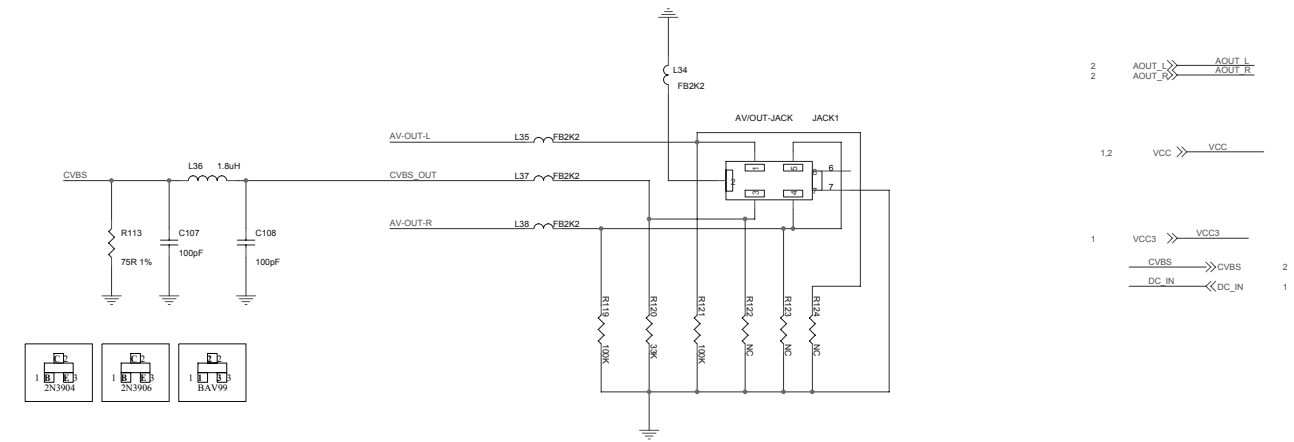 L34
FB2K2
2 AOUT_L AOUT_L
2 AOUT_R AOUT_R
AV/OUT-JACK JACK1
AV-OUT-L L35 FB2K2
1,2 VCC VCC
1 5 6 6
L36 1.8uH
CVBS CVBS_OUT L37 FB2K2
2 3 4 7 7
AV-OUT-R L38 FB2K2
R113 C107 C108
75R 1% 100pF 100pF
1 VCC3 VCC3
CVBS CVBS 2
DC_IN DC_IN 1
R119 R120 R121 R122 R123 R124
100K 33K 100K NC NC NC
C 2 C 2 2 2
1 B E 3 1 B E 3 1 1 3 3
2N3904 2N3906 BAV99